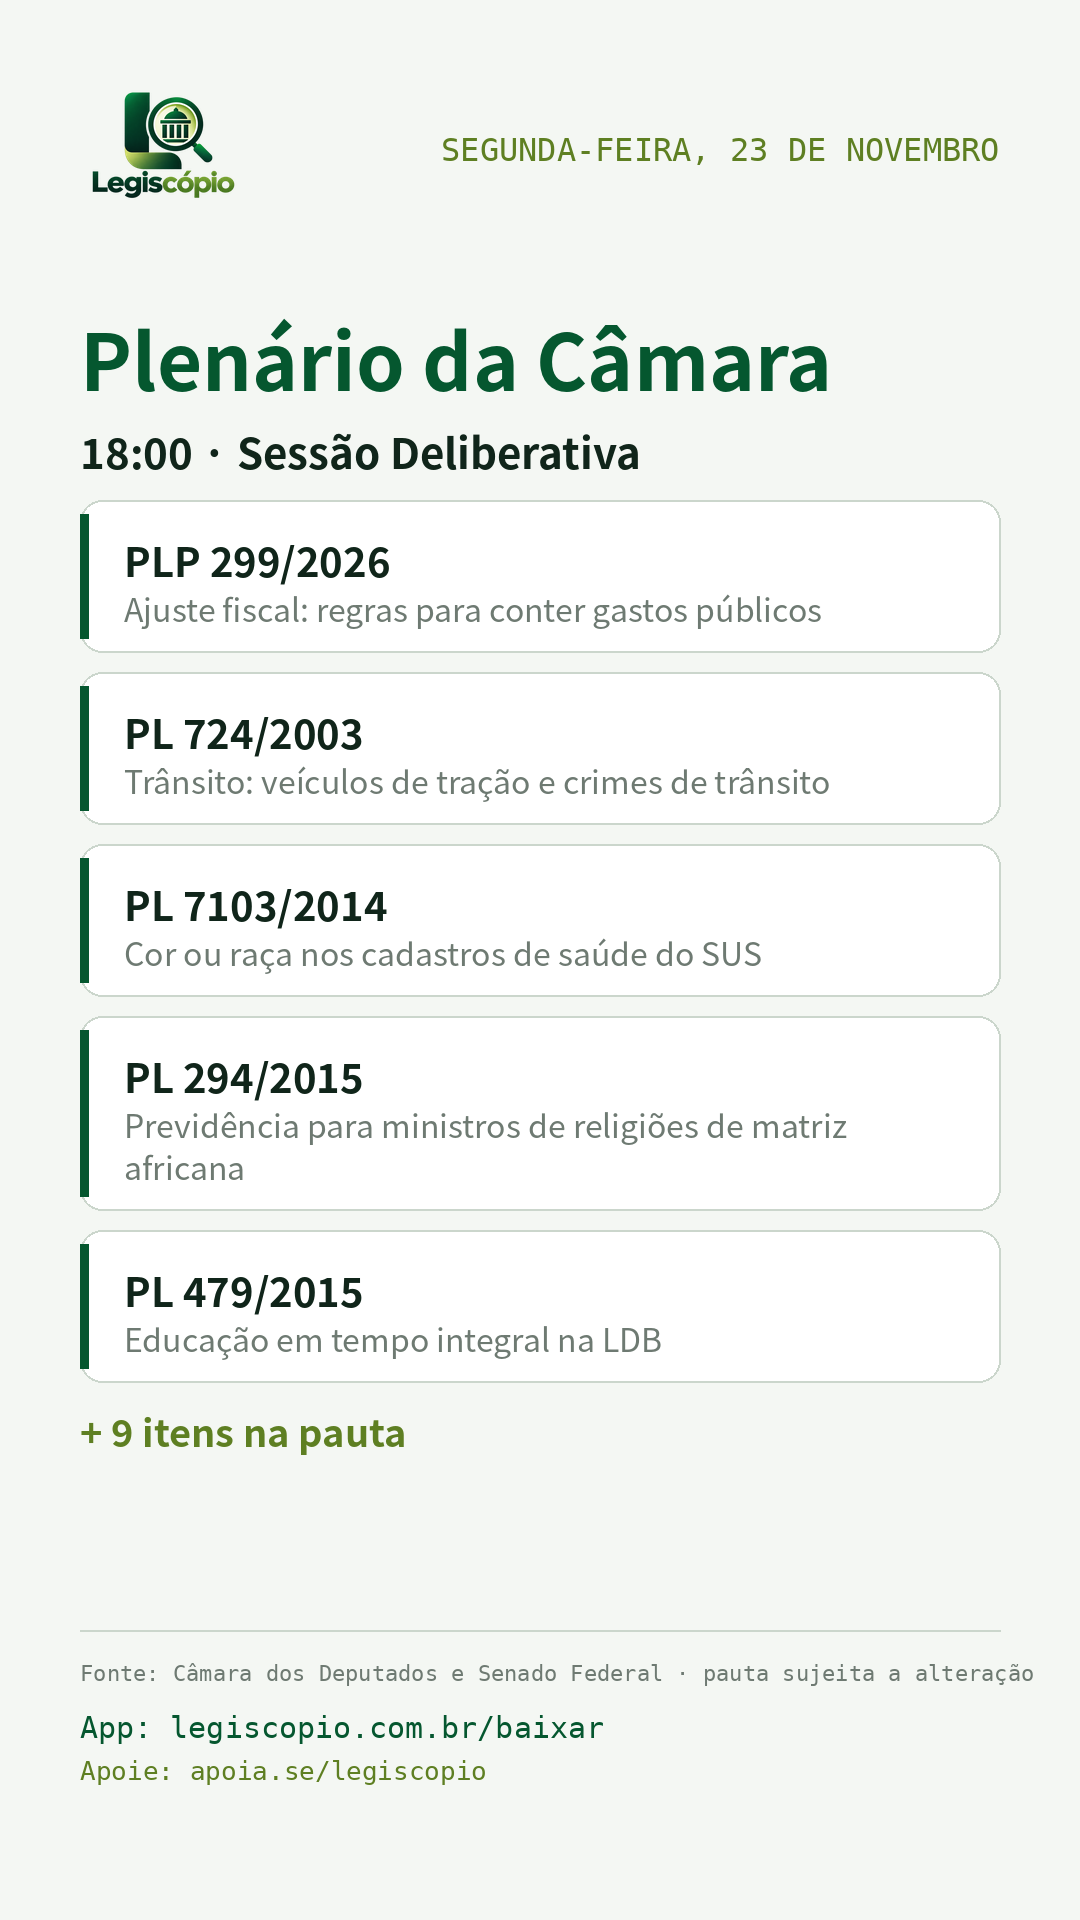 Legiscópio
SEGUNDA-FEIRA, 23 DE NOVEMBRO
Plenário da Câmara
18:00 · Sessão Deliberativa
PLP 299/2026
Ajuste fiscal: regras para conter gastos públicos
PL 724/2003
Trânsito: veículos de tração e crimes de trânsito
PL 7103/2014
Cor ou raça nos cadastros de saúde do SUS
PL 294/2015
Previdência para ministros de religiões de matriz
africana
PL 479/2015
Educação em tempo integral na LDB
+ 9 itens na pauta
Fonte: Câmara dos Deputados e Senado Federal · pauta sujeita a alteração
App: legiscopio.com.br/baixar
Apoie: apoia.se/legiscopio